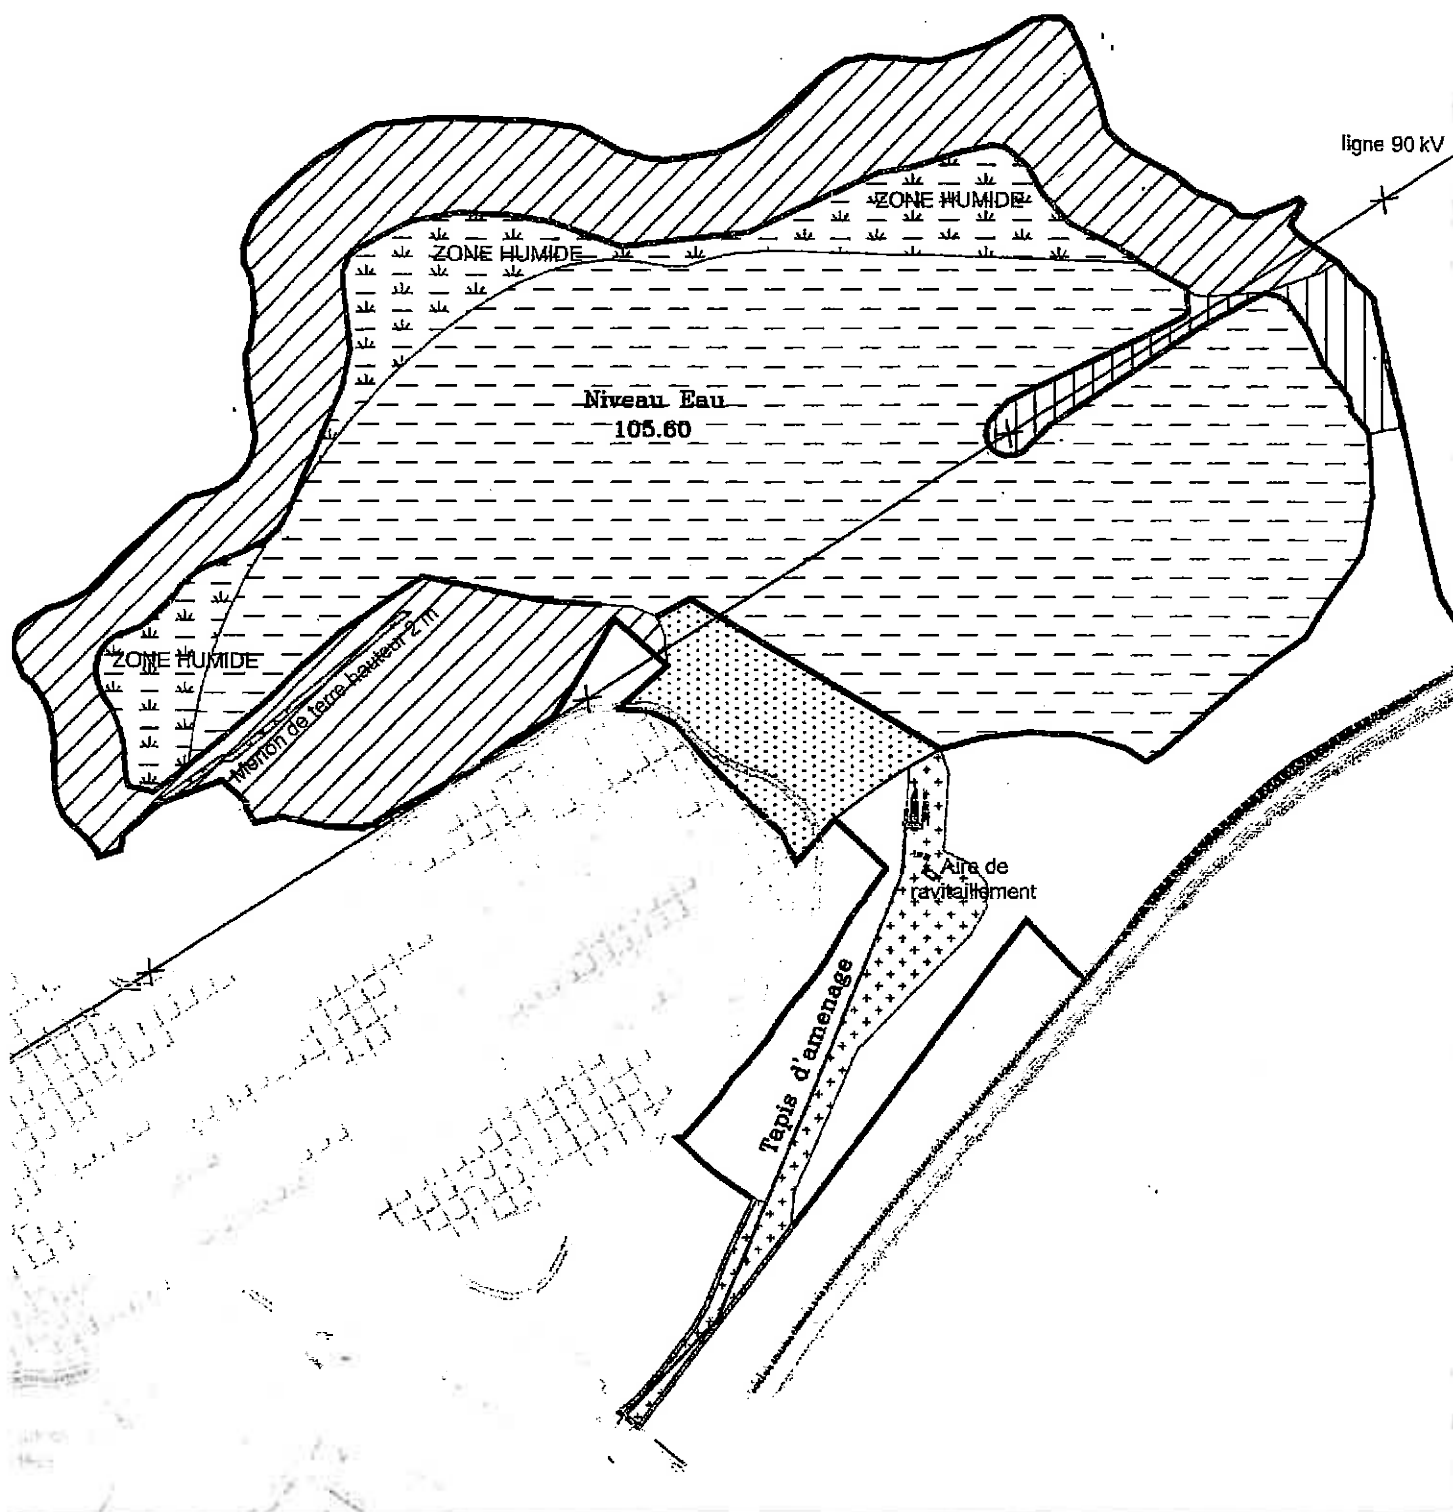 ligne 90 kV
ZONE HUMIDE
ZONE HUMIDE
Niveau Eau
105.60
ZONE HUMIDE
Merlon de terre hauteur 2 m
Aire de
ravitaillement
Tapis d'amenage